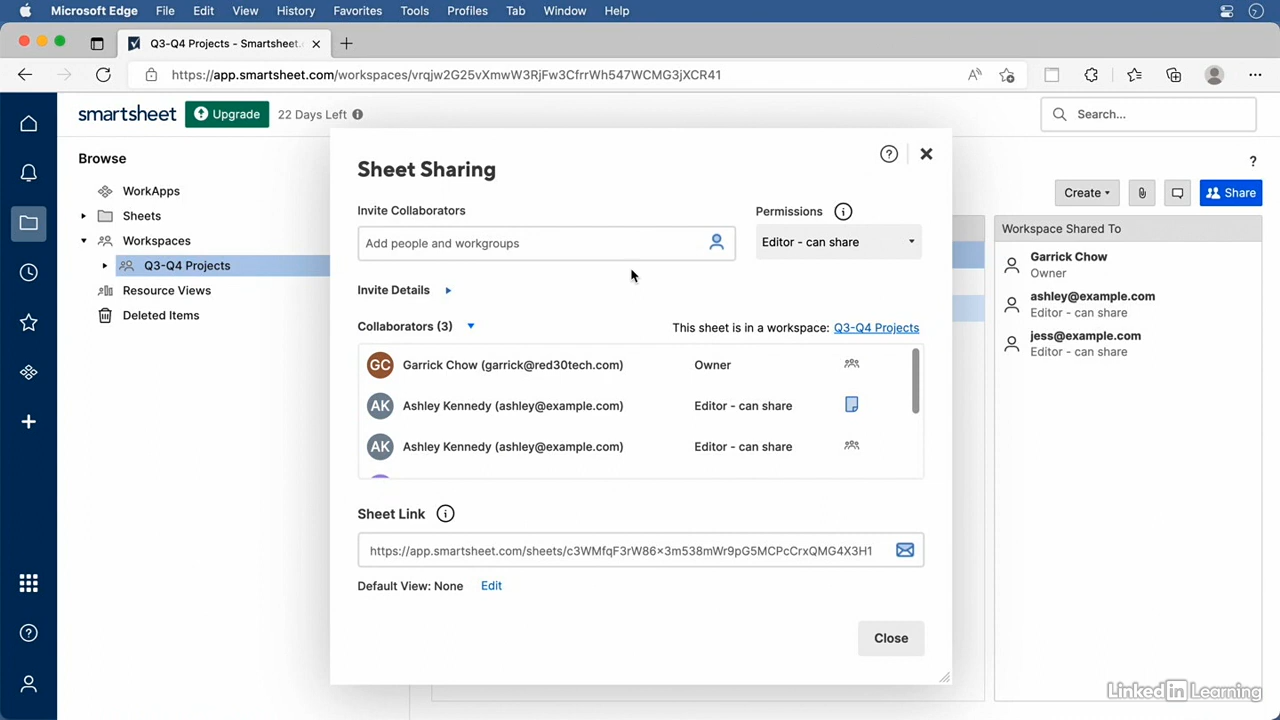 Microsoft Edge File Edit View History Favorites Tools Profiles Tab Window Help
Q3-Q4 Projects - Smartsheet.
https://app.smartsheet.com/workspaces/vrqjw2G25vXmwW3RjFw3CfrrWh547WCMG3jXCR41
smartsheet Upgrade 22 Days Left Search...
Browse
WorkApps
Sheets
Workspaces
Q3-Q4 Projects
Resource Views
Deleted Items
Sheet Sharing
Invite Collaborators
Permissions
Add people and workgroups
Editor - can share
Invite Details
Collaborators (3)
This sheet is in a workspace: Q3-Q4 Projects
GC Garrick Chow (garrick@red30tech.com) Owner
AK Ashley Kennedy (ashley@example.com) Editor - can share
AK Ashley Kennedy (ashley@example.com) Editor - can share
Sheet Link
https://app.smartsheet.com/sheets/c3WMfqF3rW86x3m538mWr9pG5MCPcCrxQMG4X3H1
Default View: None Edit
Close
?
Create Share
Workspace Shared To
Garrick Chow
Owner
ashley@example.com
Editor - can share
jess@example.com
Editor - can share
LinkedIn Learning